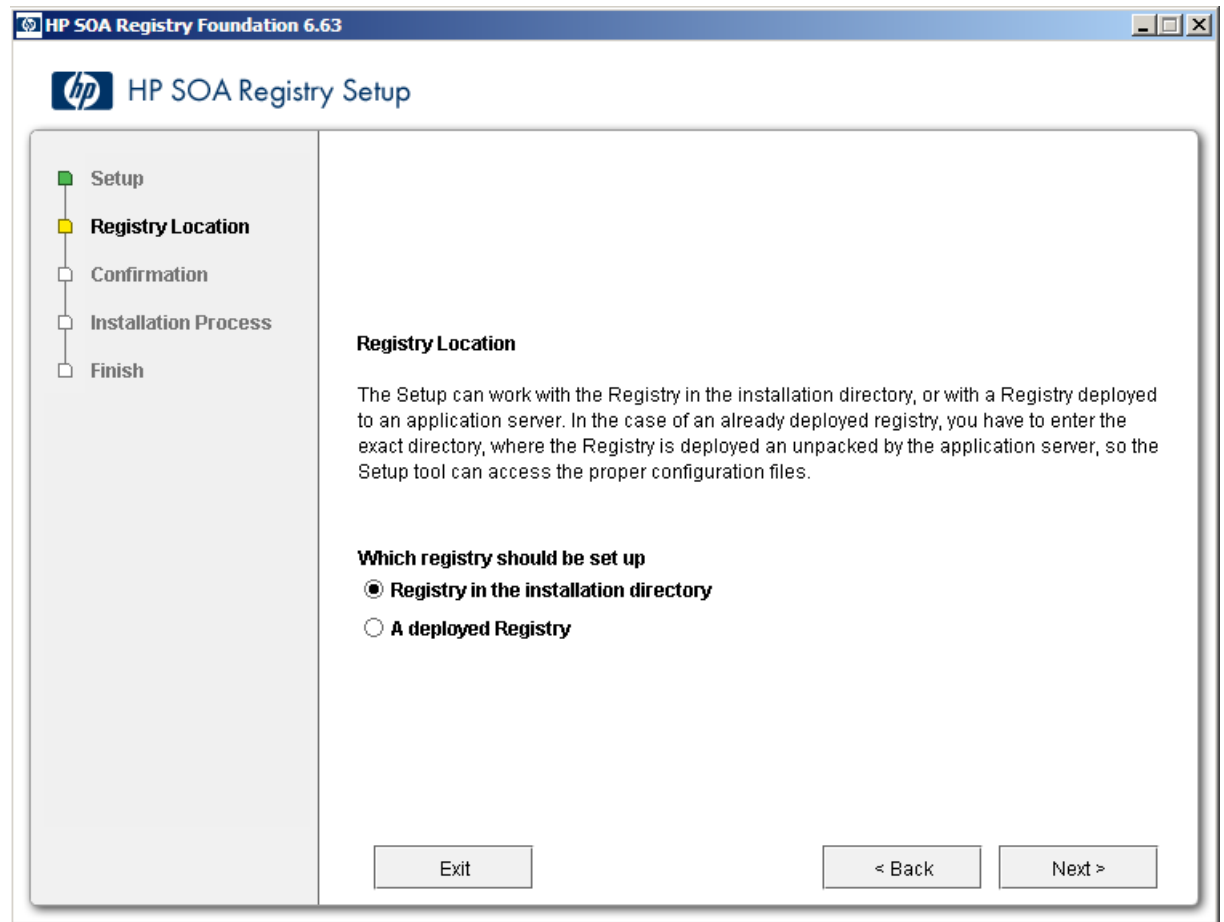 HP SOA Registry Foundation 6.63
hp HP SOA Registry Setup
Setup
Registry Location
Confirmation
Installation Process
Finish
Registry Location
The Setup can work with the Registry in the installation directory, or with a Registry deployed
to an application server. In the case of an already deployed registry, you have to enter the
exact directory, where the Registry is deployed an unpacked by the application server, so the
Setup tool can access the proper configuration files.
Which registry should be set up
Registry in the installation directory
A deployed Registry
Exit
< Back
Next >